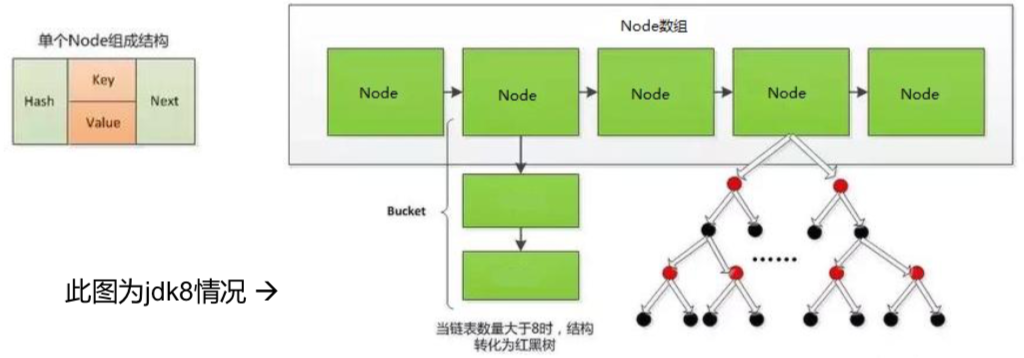 单个Node组成结构
Hash
Key
Value
Next
Node数组
Node
Node
Node
Node
Node
Bucket
......
此图为jdk8情况 →
当链表数量大于8时，结构
转化为红黑树